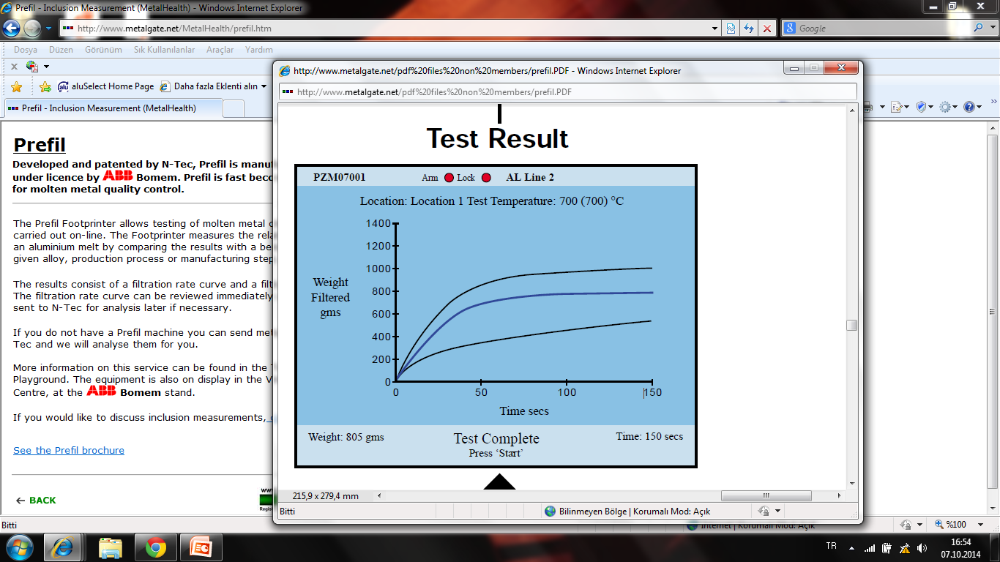 Prefil - Inclusion Measurement (MetalHealth) - Windows Internet Explorer
http://www.metalgate.net/MetalHealth/prefil.htm
Google
Dosya Düzen Görünüm Sık Kullanılanlar Araçlar Yardım
aluSelect Home Page Daha fazla Eklenti alın
Prefil - Inclusion Measurement (MetalHealth)
Prefil
Developed and patented by N-Tec, Prefil is
under licence by ABB Bomem. Prefil is fast
for molten metal quality control.
The Prefil Footprinter allows testing of molten metal
carried out on-line. The Footprinter measures the
an aluminium melt by comparing the results with a
given alloy, production process or manufacturing
The results consist of a filtration rate curve and a
The filtration rate curve can be reviewed immediately
sent to N-Tec for analysis later if necessary.
If you do not have a Prefil machine you can send
Tec and we will analyse them for you.
More information on this service can be found in the
Playground. The equipment is also on display in the
Centre, at the ABB Bomem stand.
If you would like to discuss inclusion measurements,
See the Prefil brochure
BACK
www
Regist
Bitti
İnternet | Korumalı Mod: Açık
%100
http://www.metalgate.net/pdf%20files%20non%20members/prefil.PDF - Windows Internet Explorer
http://www.metalgate.net/pdf%20files%20non%20members/prefil.PDF
Test Result
PZM07001 Arm Lock AL Line 2
Location: Location 1 Test Temperature: 700 (700) °C
1400
1200
1000
800
600
400
200
0
Weight
Filtered
gms
0 50 100 150
Time secs
Weight: 805 gms Test Complete Time: 150 secs
Press ‘Start’
215,9 x 279,4 mm
Bitti Bilinmeyen Bölge | Korumalı Mod: Açık
TR
16:54
07.10.2014